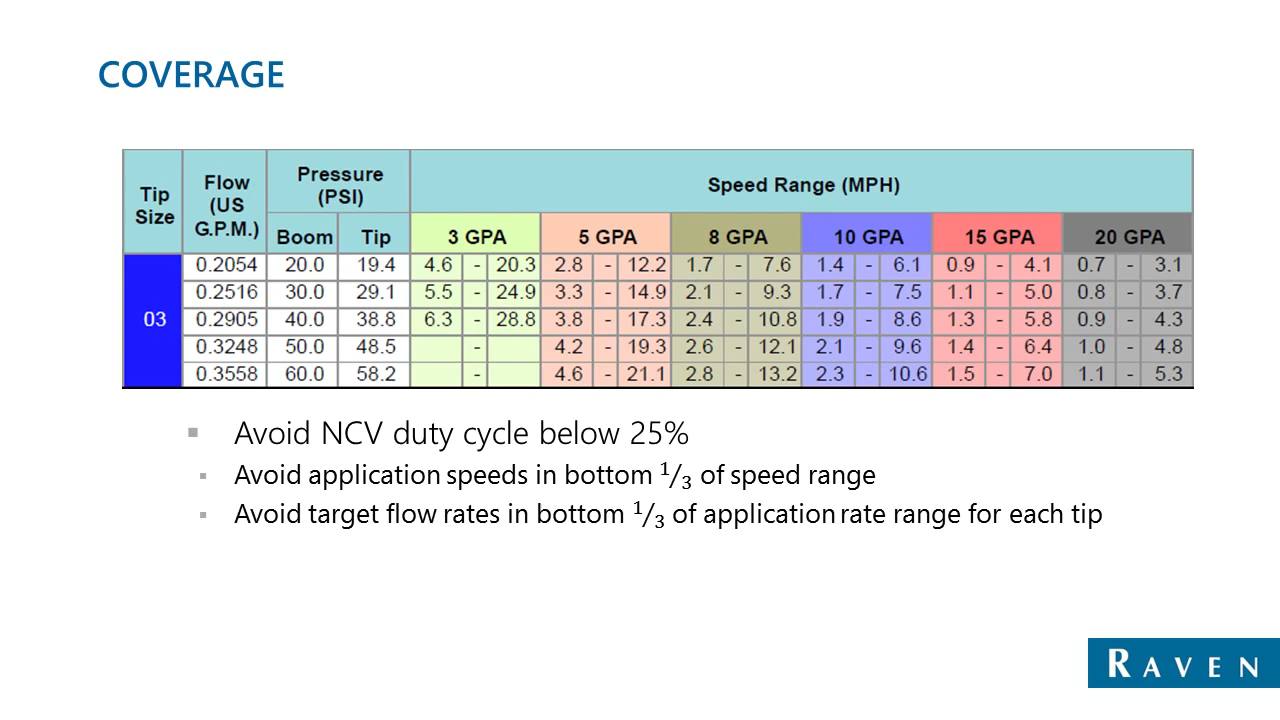 COVERAGE
Tip Size Flow (US G.P.M.) Pressure (PSI) Speed Range (MPH)
Boom Tip 3 GPA 5 GPA 8 GPA 10 GPA 15 GPA 20 GPA
03
0.2054 20.0 19.4 4.6 - 20.3 2.8 - 12.2 1.7 - 7.6 1.4 - 6.1 0.9 - 4.1 0.7 - 3.1
0.2516 30.0 29.1 5.5 - 24.9 3.3 - 14.9 2.1 - 9.3 1.7 - 7.5 1.1 - 5.0 0.8 - 3.7
0.2905 40.0 38.8 6.3 - 28.8 3.8 - 17.3 2.4 - 10.8 1.9 - 8.6 1.3 - 5.8 0.9 - 4.3
0.3248 50.0 48.5 - 4.2 - 19.3 2.6 - 12.1 2.1 - 9.6 1.4 - 6.4 1.0 - 4.8
0.3558 60.0 58.2 - 4.6 - 21.1 2.8 - 13.2 2.3 - 10.6 1.5 - 7.0 1.1 - 5.3
▪ Avoid NCV duty cycle below 25%
▪ Avoid application speeds in bottom 1/3 of speed range
▪ Avoid target flow rates in bottom 1/3 of application rate range for each tip
RAVEN